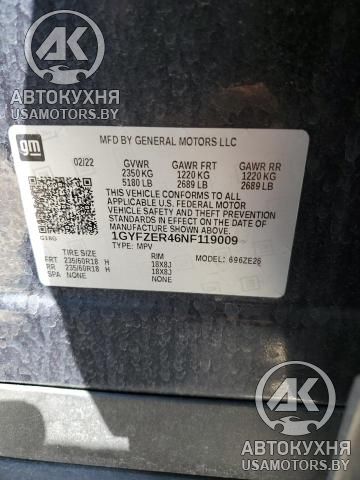 АК
АВТОКУХНЯ
USAMOTORS.BY
gm
MFD BY GENERAL MOTORS LLC
02/22 GVWR GAWR FRT GAWR RR
2350 KG 1220 KG 1220 KG
5180 LB 2689 LB 2689 LB
THIS VEHICLE CONFORMS TO ALL
APPLICABLE U.S. FEDERAL MOTOR
VEHICLE SAFETY AND THEFT
PREVENTION STANDARDS IN EFFECT ON
THE DATE OF MANUFACTURE SHOWN ABOVE.
1GYFZER46NF119009
TYPE: MPV
TIRE SIZE RIM MODEL: 696ZE26
FRT 235/60R18 H 18X8J
RR 235/60R18 H 18X8J
SPA NONE NONE
АК
АВТОКУХНЯ
USAMOTORS.BY